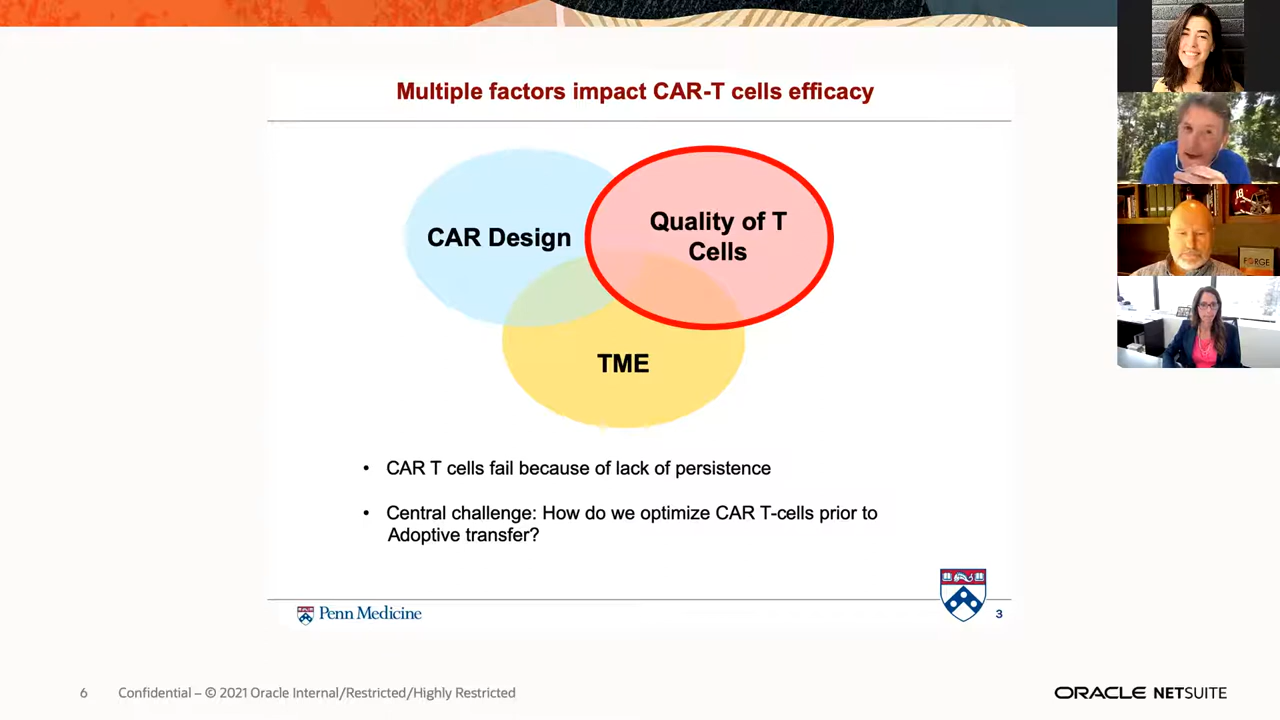 Multiple factors impact CAR-T cells efficacy
CAR Design
Quality of T
Cells
TME
• CAR T cells fail because of lack of persistence
• Central challenge: How do we optimize CAR T-cells prior to
Adoptive transfer?
Penn Medicine
3
FORGE
6 Confidential – © 2021 Oracle Internal/Restricted/Highly Restricted
ORACLE NETSUITE